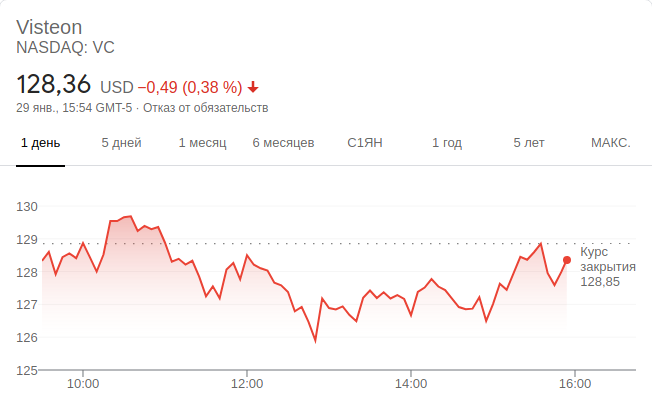 Visteon
NASDAQ: VC
128,36 USD −0,49 (0,38 %)
29 янв., 15:54 GMT-5 · Отказ от обязательств
1 день 5 дней 1 месяц 6 месяцев С1ЯН 1 год 5 лет МАКС.
130
129
Курс
закрытия
128,85
128
127
126
125
10:00 12:00 14:00 16:00